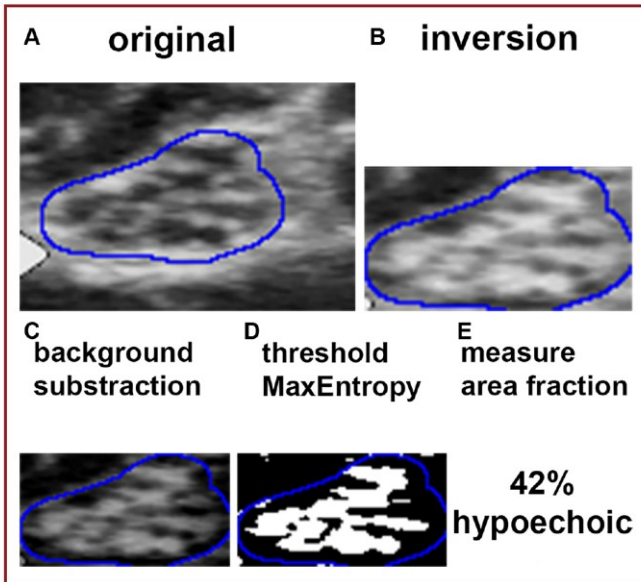 A original
B inversion
C background
substraction
D threshold
MaxEntropy
E measure
area fraction
42%
hypoechoic